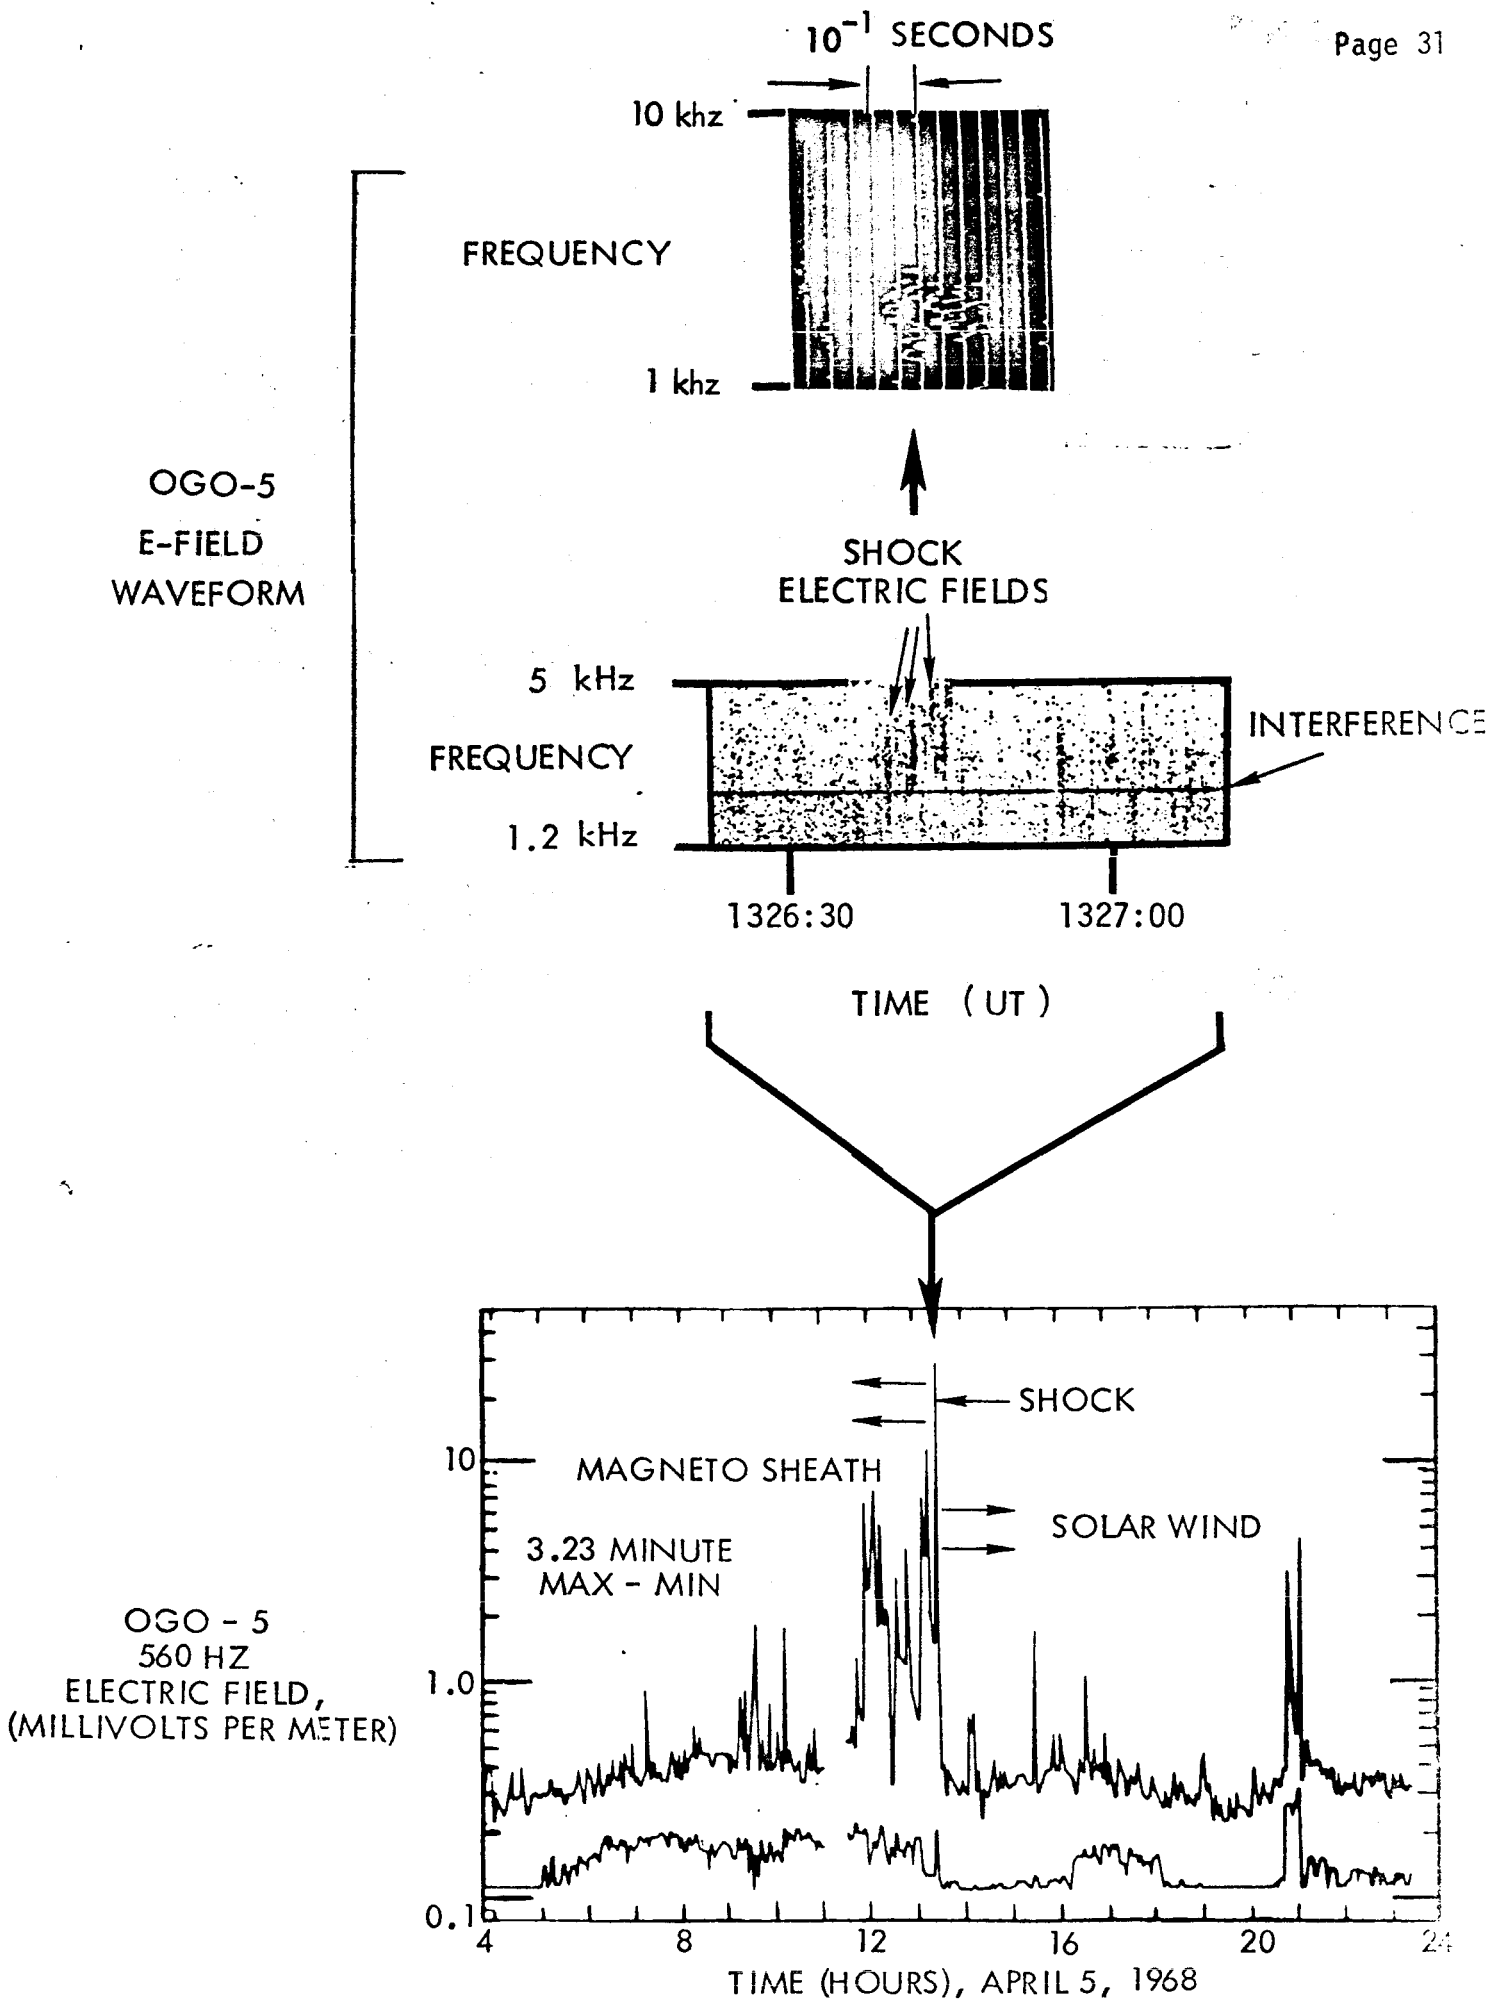 Page 31
10⁻¹ SECONDS
10 khz
FREQUENCY
1 khz
OGO-5
E-FIELD
WAVEFORM
SHOCK
ELECTRIC FIELDS
5 kHz
INTERFERENCE
FREQUENCY
1.2 kHz
1326:30
1327:00
TIME (UT)
SHOCK
10
MAGNETO SHEATH
SOLAR WIND
3.23 MINUTE
MAX - MIN
OGO - 5
560 HZ
ELECTRIC FIELD,
(MILLIVOLTS PER METER)
1.0
0.1
4 8 12 16 20 24
TIME (HOURS), APRIL 5, 1968